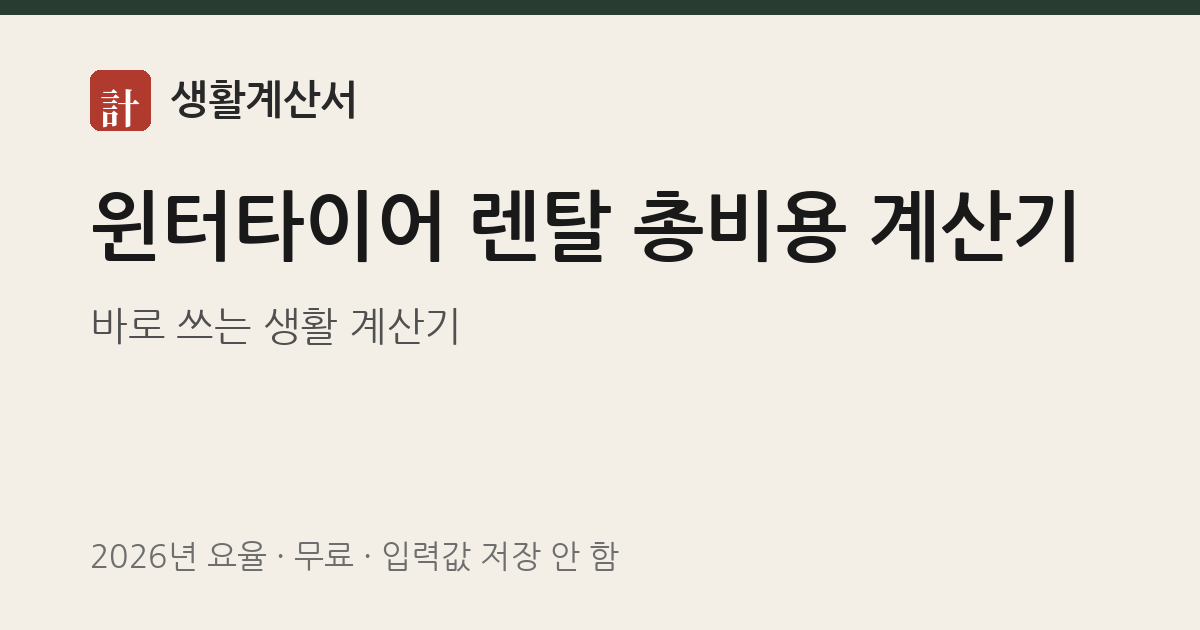 計 생활계산서
윈터타이어 렌탈 총비용 계산기
바로 쓰는 생활 계산기
2026년 요율 · 무료 · 입력값 저장 안 함